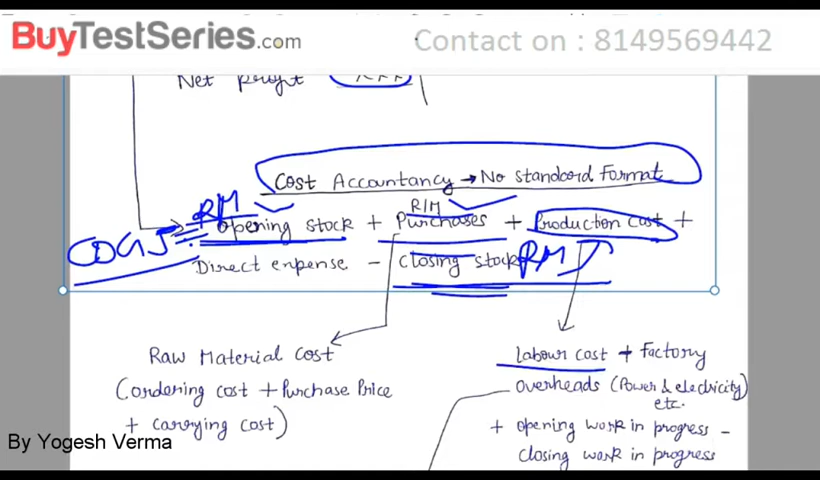 BuyTestSeries.com
Contact on : 8149569442
Net profit
Cost Accountancy → No standard Format
RM R/M
opening stock + Purchases + Production cost +
COGS =
Direct expense - closing stock RM
Raw Material Cost
(ordering cost + Purchase Price
+ carrying cost)
Labour cost + Factory
overheads (Power & electricity)
etc.
+ opening work in progress -
closing work in progress
By Yogesh Verma